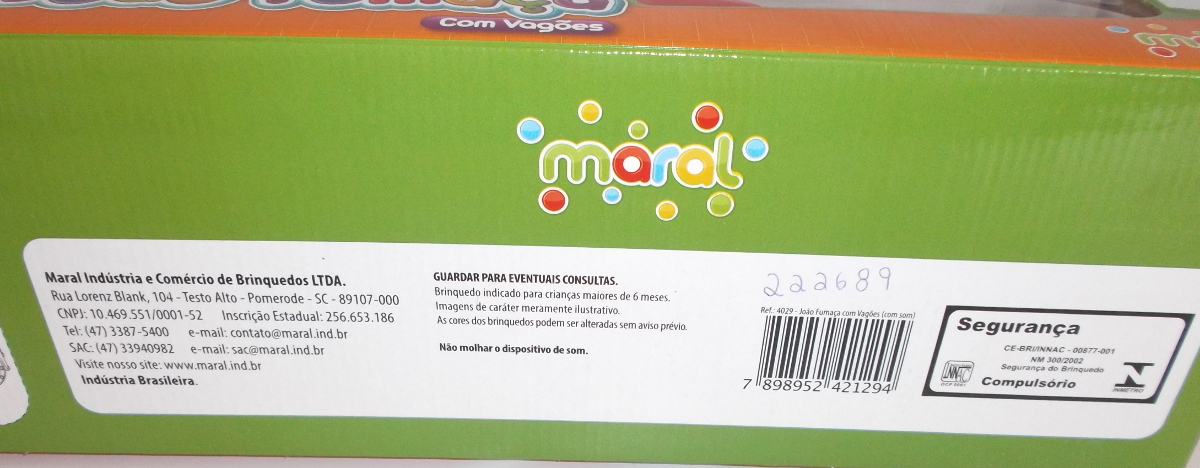 Com Vagões
maral
Maral Indústria e Comércio de Brinquedos LTDA.
Rua Lorenz Blank, 104 - Testo Alto - Pomerode - SC - 89107-000
CNPJ: 10.469.551/0001-52 Inscrição Estadual: 256.653.186
Tel: (47) 3387-5400 e-mail: contato@maral.ind.br
SAC: (47) 33940982 e-mail: sac@maral.ind.br
Visite nosso site: www.maral.ind.br
Indústria Brasileira.
GUARDAR PARA EVENTUAIS CONSULTAS.
Brinquedo indicado para crianças maiores de 6 meses.
Imagens de caráter meramente ilustrativo.
As cores dos brinquedos podem ser alteradas sem aviso prévio.
Não molhar o dispositivo de som.
222689
Ref.: 4029 - João Fumaça com Vagões (com som)
7 898952 421294
Segurança
CE-BRI/INNAC - 00877-001
NM 300/2002
Segurança do Brinquedo
Compulsório
INNAC
INMETRO